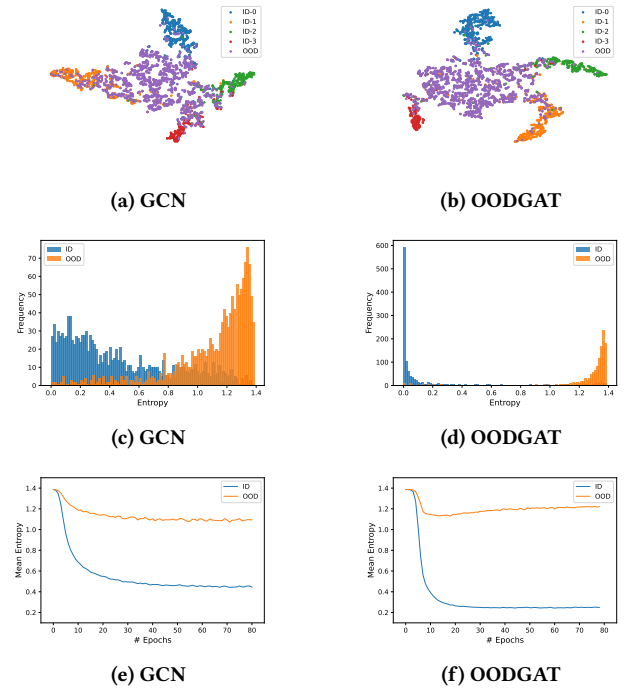 ID-0
ID-1
ID-2
ID-3
OOD
ID-0
ID-1
ID-2
ID-3
OOD
(a) GCN
(b) OODGAT
ID
OOD
70
60
50
40
30
20
10
0
Frequency
0.0 0.2 0.4 0.6 0.8 1.0 1.2 1.4
Entropy
ID
OOD
600
500
400
300
200
100
0
Frequency
0.0 0.2 0.4 0.6 0.8 1.0 1.2 1.4
Entropy
(c) GCN
(d) OODGAT
ID
OOD
1.4
1.2
1.0
0.8
0.6
0.4
0.2
Mean Entropy
0 10 20 30 40 50 60 70 80
# Epochs
ID
OOD
1.4
1.2
1.0
0.8
0.6
0.4
0.2
Mean Entropy
0 10 20 30 40 50 60 70 80
# Epochs
(e) GCN
(f) OODGAT